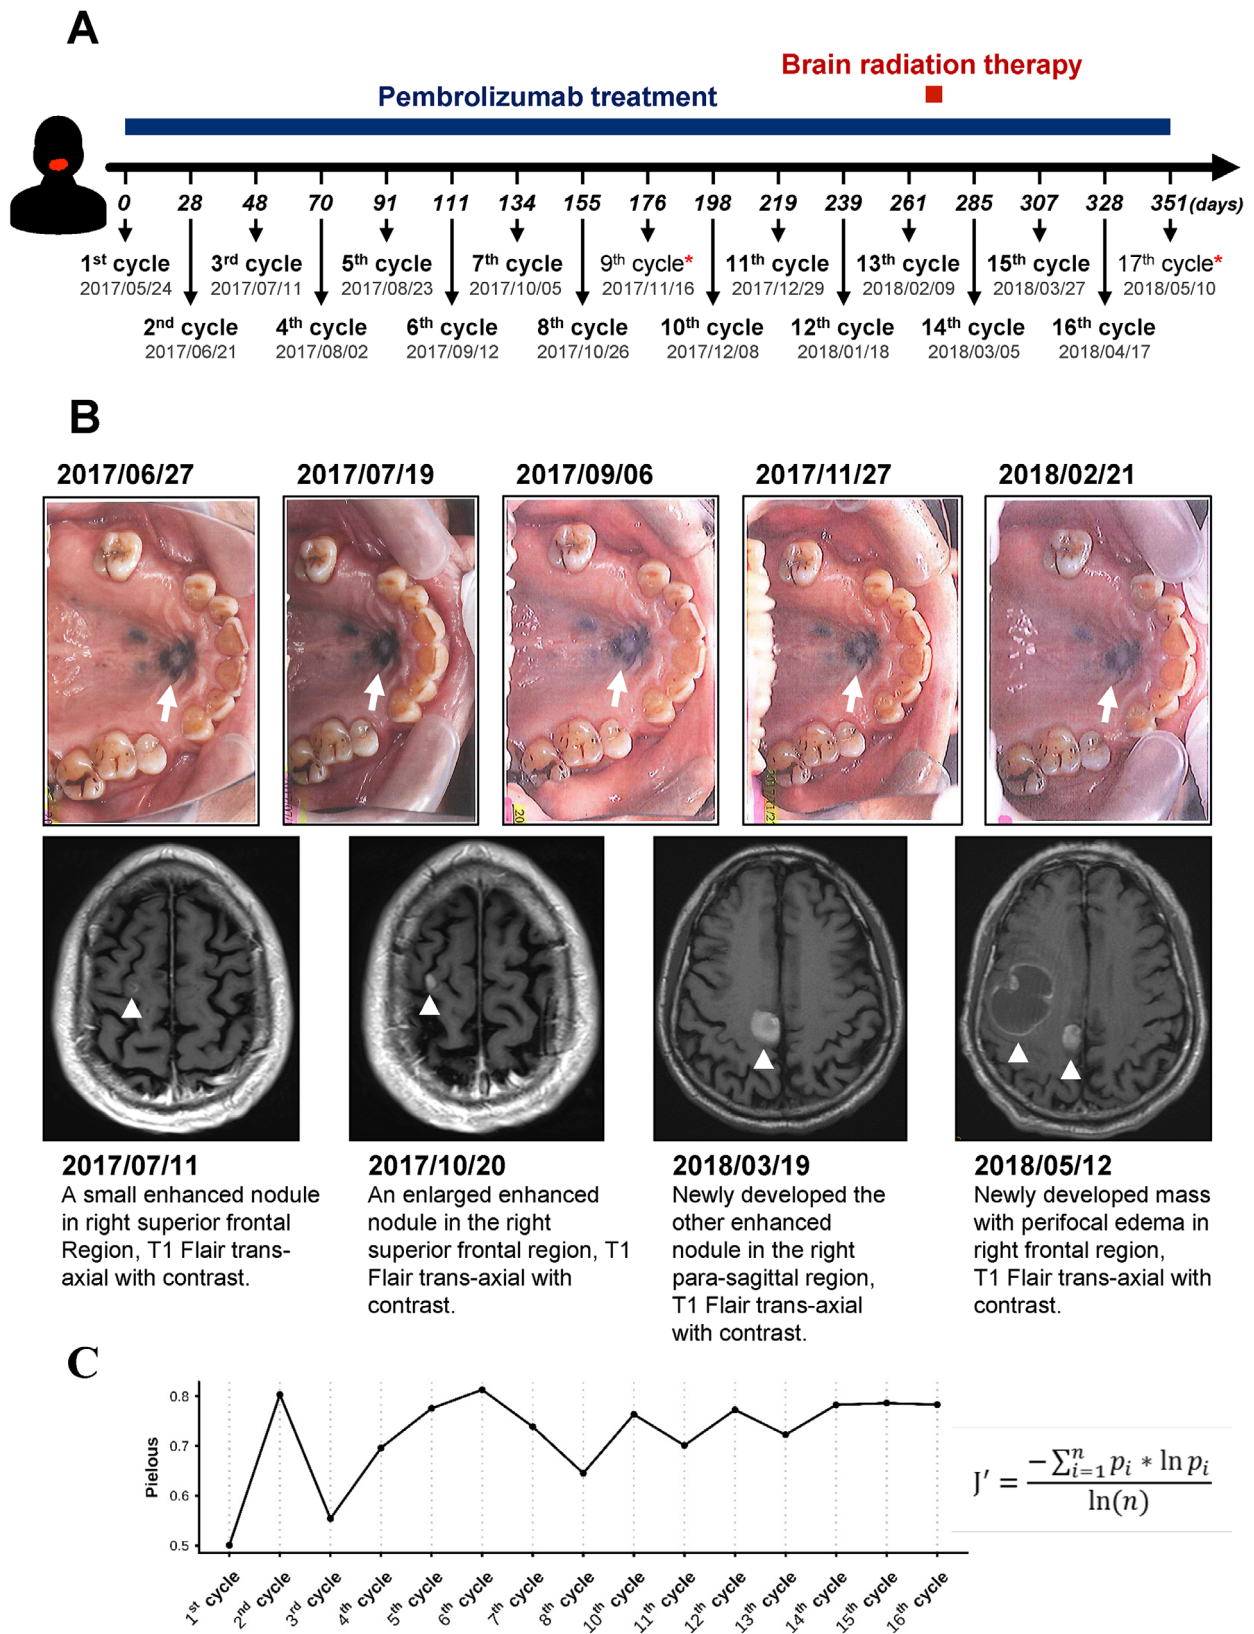 A
Brain radiation therapy
Pembrolizumab treatment
0 28 48 70 91 111 134 155 176 198 219 239 261 285 307 328 351 (days)
1st cycle 3rd cycle 5th cycle 7th cycle 9th cycle* 11th cycle 13th cycle 15th cycle 17th cycle*
2017/05/24 2017/07/11 2017/08/23 2017/10/05 2017/11/16 2017/12/29 2018/02/09 2018/03/27 2018/05/10
2nd cycle 4th cycle 6th cycle 8th cycle 10th cycle 12th cycle 14th cycle 16th cycle
2017/06/21 2017/08/02 2017/09/12 2017/10/26 2017/12/08 2018/01/18 2018/03/05 2018/04/17
B
2017/06/27 2017/07/19 2017/09/06 2017/11/27 2018/02/21
2017/07/11
A small enhanced nodule
in right superior frontal
Region, T1 Flair trans-
axial with contrast.
2017/10/20
An enlarged enhanced
nodule in the right
superior frontal region, T1
Flair trans-axial with
contrast.
2018/03/19
Newly developed the
other enhanced
nodule in the right
para-sagittal region,
T1 Flair trans-axial
with contrast.
2018/05/12
Newly developed mass
with perifocal edema in
right frontal region,
T1 Flair trans-axial with
contrast.
C
Pielous
0.8
0.7
0.6
0.5
1st cycle 2nd cycle 3rd cycle 4th cycle 5th cycle 6th cycle 7th cycle 8th cycle 10th cycle 11th cycle 12th cycle 13th cycle 14th cycle 15th cycle 16th cycle
J′ = −∑ⁿᵢ₌₁ pᵢ * ln pᵢ / ln(n)